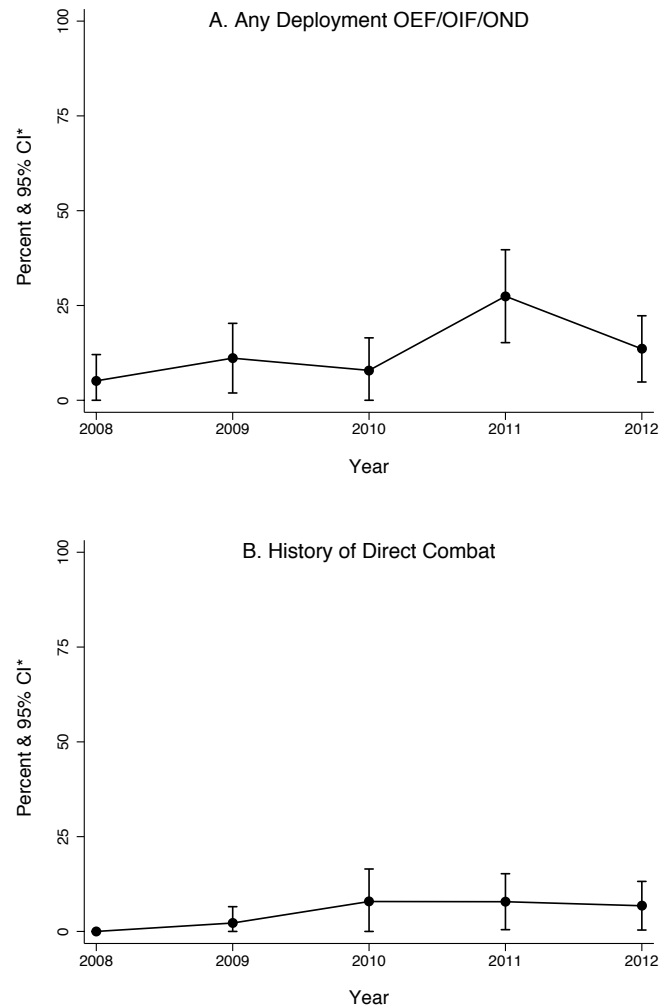 A. Any Deployment OEF/OIF/OND
Percent & 95% CI*
100
75
50
25
0
2008 2009 2010 2011 2012
Year
B. History of Direct Combat
Percent & 95% CI*
100
75
50
25
0
2008 2009 2010 2011 2012
Year